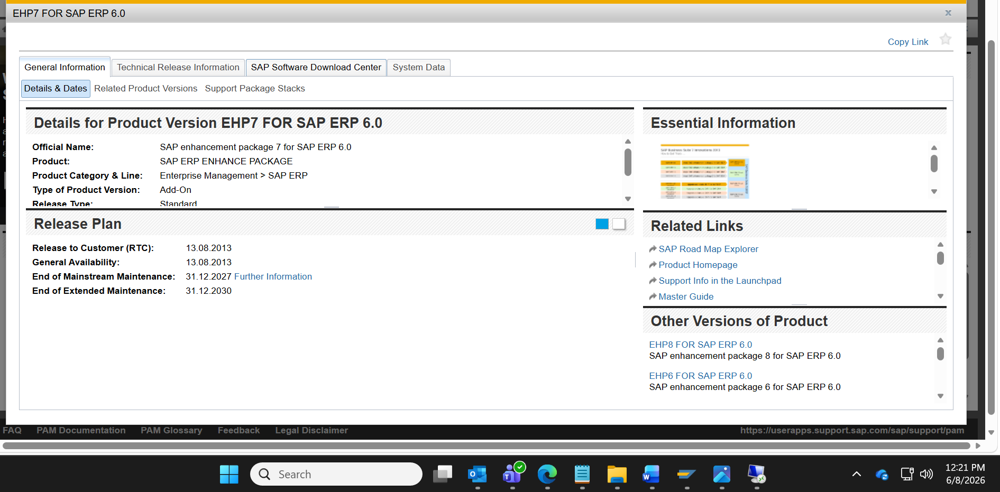 EHP7 FOR SAP ERP 6.0
x
Copy Link
General Information Technical Release Information SAP Software Download Center System Data
Details & Dates Related Product Versions Support Package Stacks
Details for Product Version EHP7 FOR SAP ERP 6.0
Official Name: SAP enhancement package 7 for SAP ERP 6.0
Product: SAP ERP ENHANCE PACKAGE
Product Category & Line: Enterprise Management > SAP ERP
Type of Product Version: Add-On
Release Type: Standard
Release Plan
Release to Customer (RTC): 13.08.2013
General Availability: 13.08.2013
End of Mainstream Maintenance: 31.12.2027 Further Information
End of Extended Maintenance: 31.12.2030
Essential Information
SAP Business Suite 7 Innovations 2013
Related Links
SAP Road Map Explorer
Product Homepage
Support Info in the Launchpad
Master Guide
Other Versions of Product
EHP8 FOR SAP ERP 6.0
SAP enhancement package 8 for SAP ERP 6.0
EHP6 FOR SAP ERP 6.0
SAP enhancement package 6 for SAP ERP 6.0
FAQ PAM Documentation PAM Glossary Feedback Legal Disclaimer https://userapps.support.sap.com/sap/support/pam
Search
12:21 PM
6/8/2026